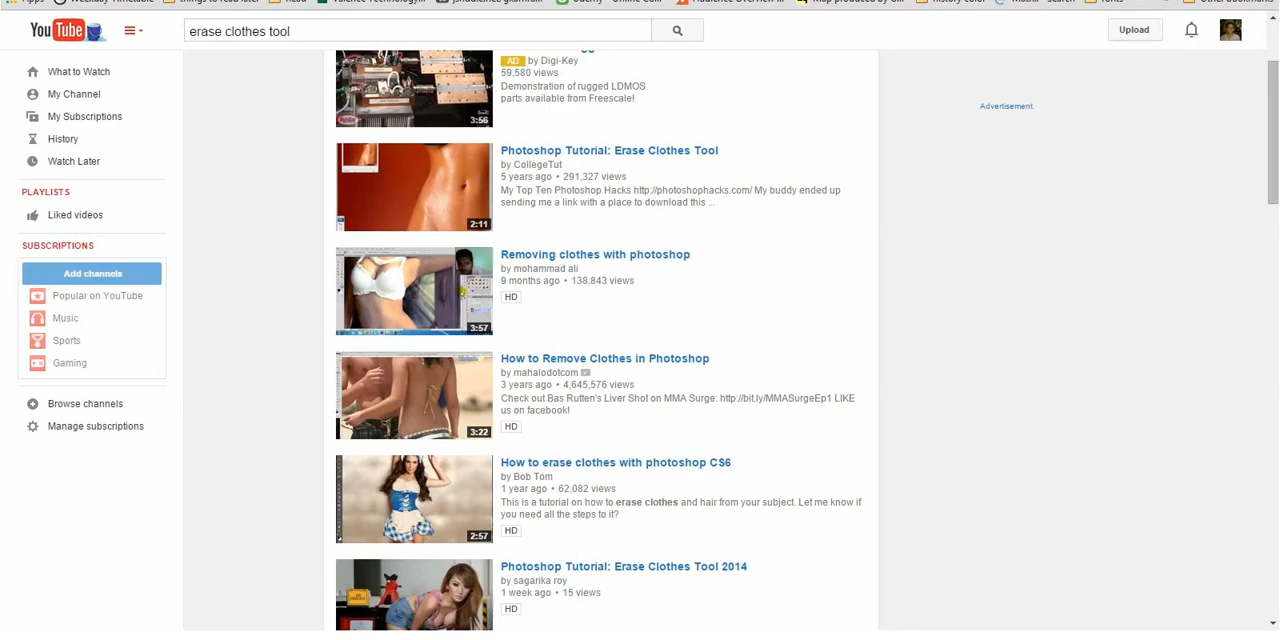 Apps
YouTube
erase clothes tool
Upload
What to Watch
My Channel
My Subscriptions
History
Watch Later
PLAYLISTS
Liked videos
SUBSCRIPTIONS
Add channels
Popular on YouTube
Music
Sports
Gaming
Browse channels
Manage subscriptions
AD by Digi-Key
59,580 views
Demonstration of rugged LDMOS
parts available from Freescale!
3:56
Photoshop Tutorial: Erase Clothes Tool
by CollegeTut
5 years ago • 291,327 views
My Top Ten Photoshop Hacks http://photoshophacks.com/ My buddy ended up
sending me a link with a place to download this ...
2:11
Removing clothes with photoshop
by mohammad ali
9 months ago • 138,843 views
HD
3:57
How to Remove Clothes in Photoshop
by mahalodotcom
3 years ago • 4,645,576 views
Check out Bas Rutten's Liver Shot on MMA Surge: http://bit.ly/MMASurgeEp1 LIKE
us on facebook!
HD
3:22
How to erase clothes with photoshop CS6
by Bob Tom
1 year ago • 62,082 views
This is a tutorial on how to erase clothes and hair from your subject. Let me know if
you need all the steps to it?
HD
2:57
Photoshop Tutorial: Erase Clothes Tool 2014
by sagarika roy
1 week ago • 15 views
HD
Advertisement